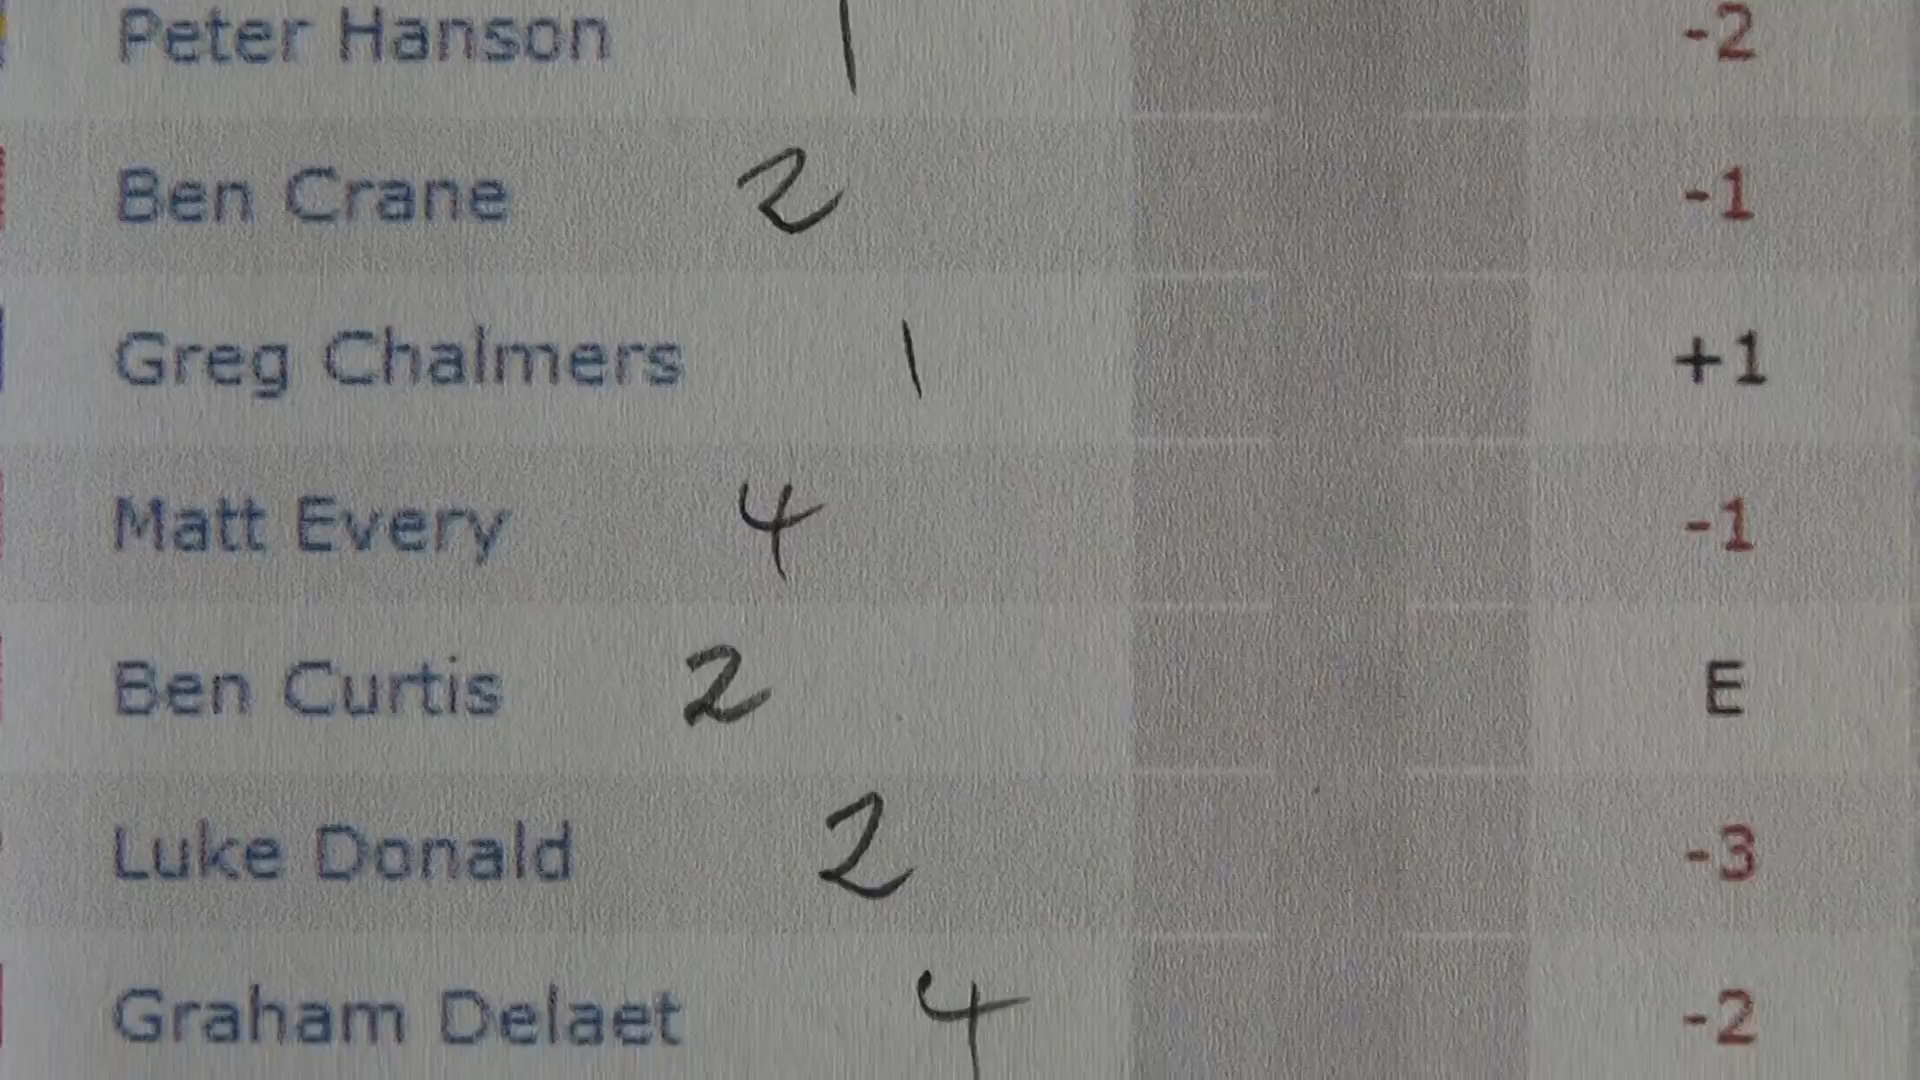 Peter Hanson 1 -2
Ben Crane 2 -1
Greg Chalmers 1 +1
Matt Every 4 -1
Ben Curtis 2 E
Luke Donald 2 -3
Graham Delaet 4 -2